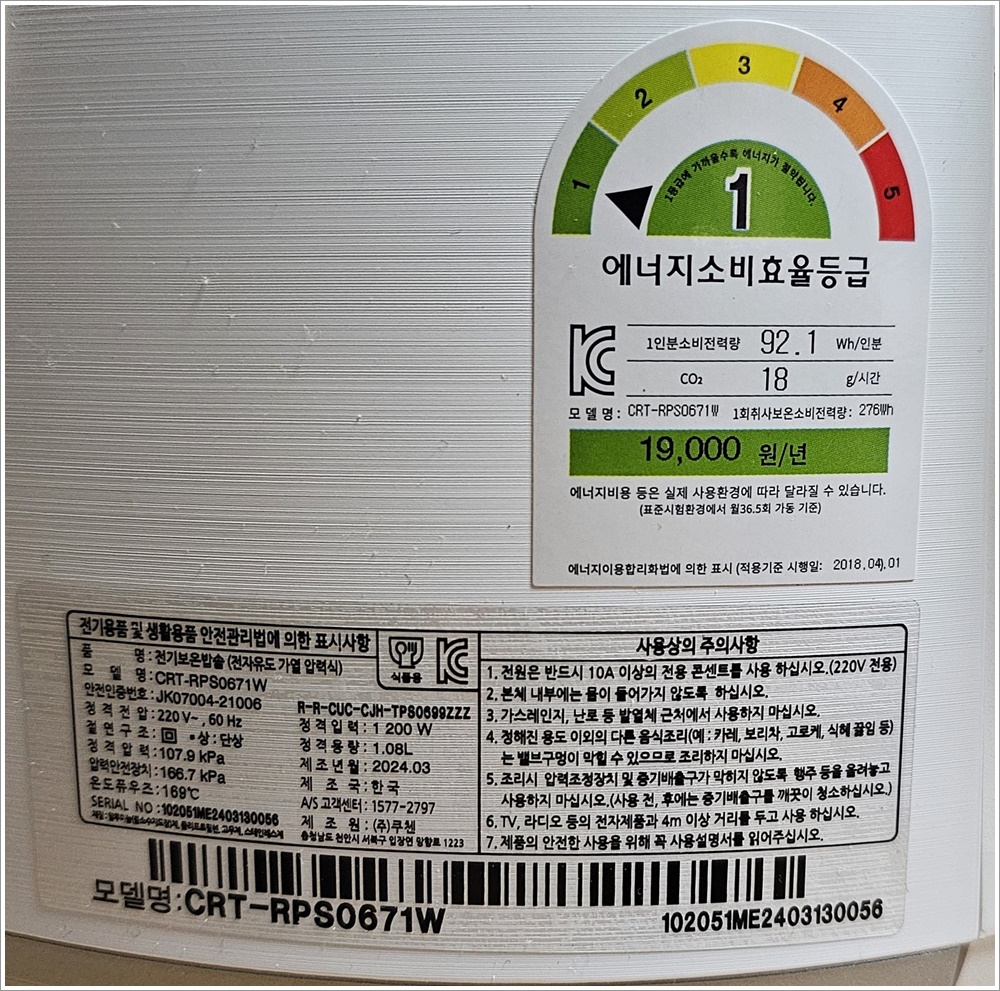 1
2
3
4
5
1등급에 가까울수록 에너지가 절약됩니다.
1
에너지소비효율등급
1인분소비전력량 92.1 Wh/인분
CO₂ 18 g/시간
모 델 명 : CRT-RPS0671W 1회취사보온소비전력량 : 276Wh
19,000 원/년
에너지비용 등은 실제 사용환경에 따라 달라질 수 있습니다.
(표준시험환경에서 월36.5회 가동 기준)
에너지이용합리화법에 의한 표시 (적용기준 시행일: 2018.04.01
전기용품 및 생활용품 안전관리법에 의한 표시사항
품 명 : 전기보온밥솥 (전자유도 가열 압력식)
모 델 명 : CRT-RPS0671W
안전인증번호 : JK07004-21006
정 격 전 압 : 220 V~ , 60 Hz
절 연 구 조 : 상 : 단상
정 격 압 력 : 107.9 kPa
압력안전장치 : 166.7 kPa
온 도 퓨 즈 : 169℃
SERIAL NO : 102051ME2403130056
식품용
R-R-CUC-CJH-TPS0699ZZZ
정 격 입 력 : 1 200 W
정 격 용 량 : 1.08L
제 조 년 월 : 2024.03
제 조 국 : 한 국
A/S 고객센터 : 1577-2797
제 조 원 : (주)쿠첸
충청남도 천안시 서북구 입장면 망향로 1223
사용상의 주의사항
1. 전원은 반드시 10A 이상의 전용 콘센트를 사용 하십시오.(220V 전용)
2. 본체 내부에는 물이 들어가지 않도록 하십시오.
3. 가스레인지, 난로 등 발열체 근처에서 사용하지 마십시오.
4. 정해진 용도 이외의 다른 음식조리(예 : 카레, 보리차, 고로케, 식혜 끓임 등)
는 밸브구멍이 막힐 수 있으므로 조리하지 마십시오.
5. 조리시 압력조정장치 및 증기배출구가 막히지 않도록 행주 등을 올려놓고
사용하지 마십시오.(사용 전, 후에는 증기배출구를 깨끗이 청소하십시오.)
6. TV, 라디오 등의 전자제품과 4m 이상 거리를 두고 사용 하십시오.
7. 제품의 안전한 사용을 위해 꼭 사용설명서를 읽어주십시오.
모델명:CRT-RPS0671W
102051ME2403130056